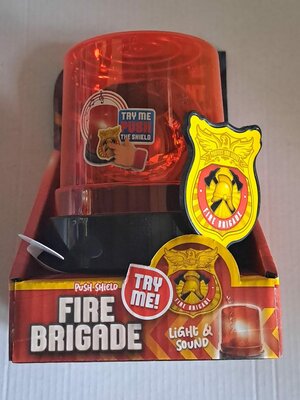 TRY ME
PUSH
THE SHIELD
FIRE BRIGADE
PUSH SHIELD
FIRE
BRIGADE
TRY
ME!
FIRE BRIGADE
LIGHT &
SOUND